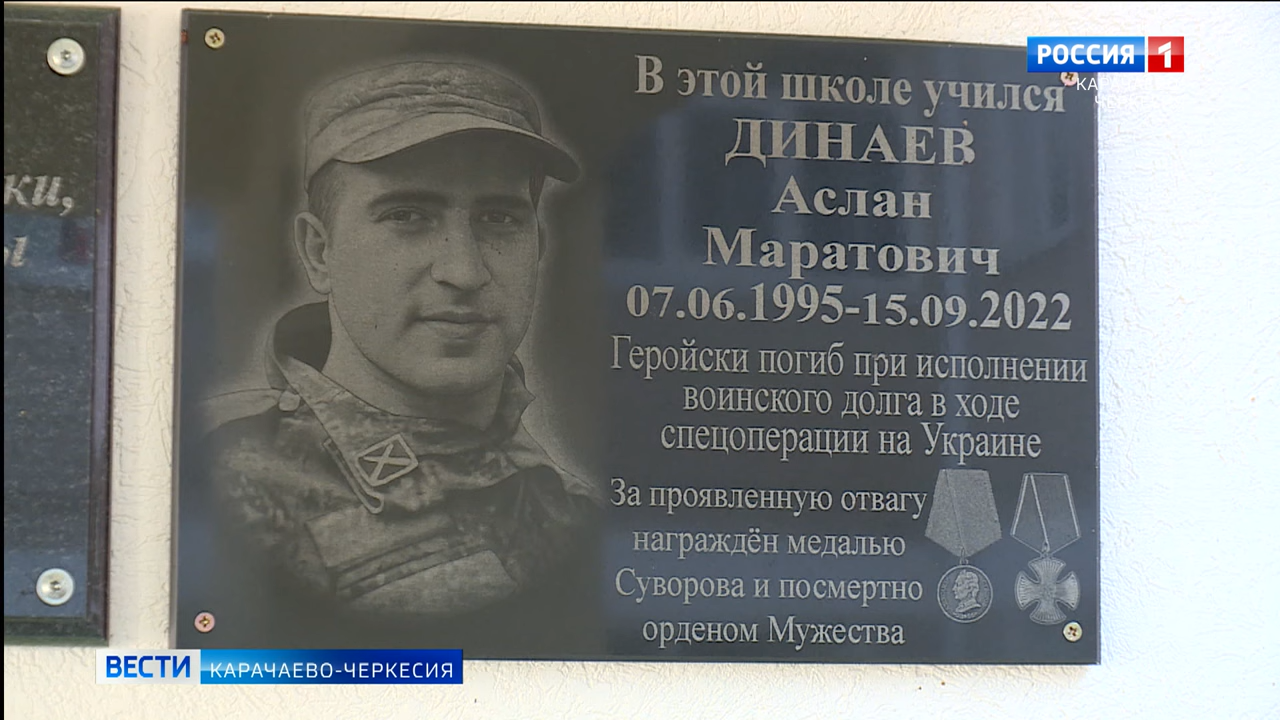 ки,
РОССИЯ 1
В этой школе учился
ДИНАЕВ
Аслан
Маратович
07.06.1995-15.09.2022
Геройски погиб при исполнении
воинского долга в ходе
спецоперации на Украине
За проявленную отвагу
награждён медалью
Суворова и посмертно
орденом Мужества
ВЕСТИ КАРАЧАЕВО-ЧЕРКЕСИЯ